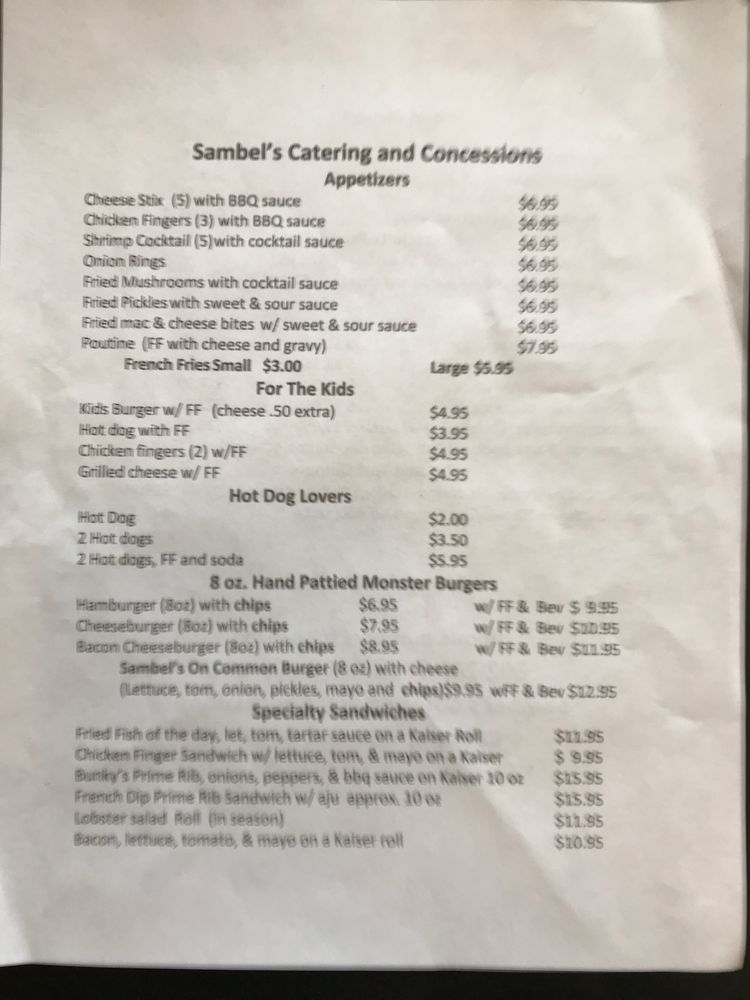 Sambel's Catering and Concessions
Appetizers
Cheese Stix (5) with BBQ sauce $6.95
Chicken Fingers (3) with BBQ sauce $6.95
Shrimp Cocktail (5)with cocktail sauce $6.95
Onion Rings $6.95
Fried Mushrooms with cocktail sauce $6.95
Fried Pickles with sweet & sour sauce $6.95
Fried mac & cheese bites w/ sweet & sour sauce $6.95
Poutine (FF with cheese and gravy) $7.95
French Fries Small $3.00 Large $5.95
For The Kids
Kids Burger w/ FF (cheese .50 extra) $4.95
Hot dog with FF $3.95
Chicken fingers (2) w/FF $4.95
Grilled cheese w/ FF $4.95
Hot Dog Lovers
Hot Dog $2.00
2 Hot dogs $3.50
2 Hot dogs, FF and soda $5.95
8 oz. Hand Pattied Monster Burgers
Hamburger (8oz) with chips $6.95 w/ FF & Bev $ 9.95
Cheeseburger (8oz) with chips $7.95 w/ FF & Bev $10.95
Bacon Cheeseburger (8oz) with chips $8.95 w/ FF & Bev $11.95
Sambel's On Common Burger (8 oz) with cheese
(Lettuce, tom, onion, pickles, mayo and chips)$9.95 wFF & Bev $12.95
Specialty Sandwiches
Fried Fish of the day, let, tom, tartar sauce on a Kaiser Roll $11.95
Chicken Finger Sandwich w/ lettuce, tom, & mayo on a Kaiser $ 9.95
Bunky's Prime Rib, onions, peppers, & bbq sauce on Kaiser 10 oz $15.95
French Dip Prime Rib Sandwich w/ aju approx. 10 oz $15.95
Lobster salad Roll (in season) $11.95
Bacon, lettuce, tomato, & mayo on a Kaiser roll $10.95